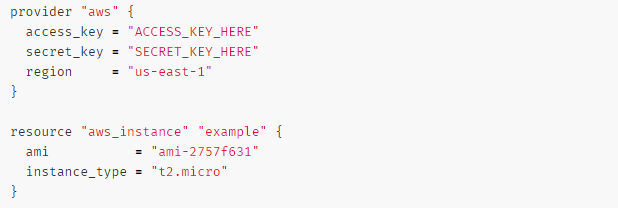 provider "aws" {
  access_key = "ACCESS_KEY_HERE"
  secret_key = "SECRET_KEY_HERE"
  region     = "us-east-1"
}

resource "aws_instance" "example" {
  ami           = "ami-2757f631"
  instance_type = "t2.micro"
}